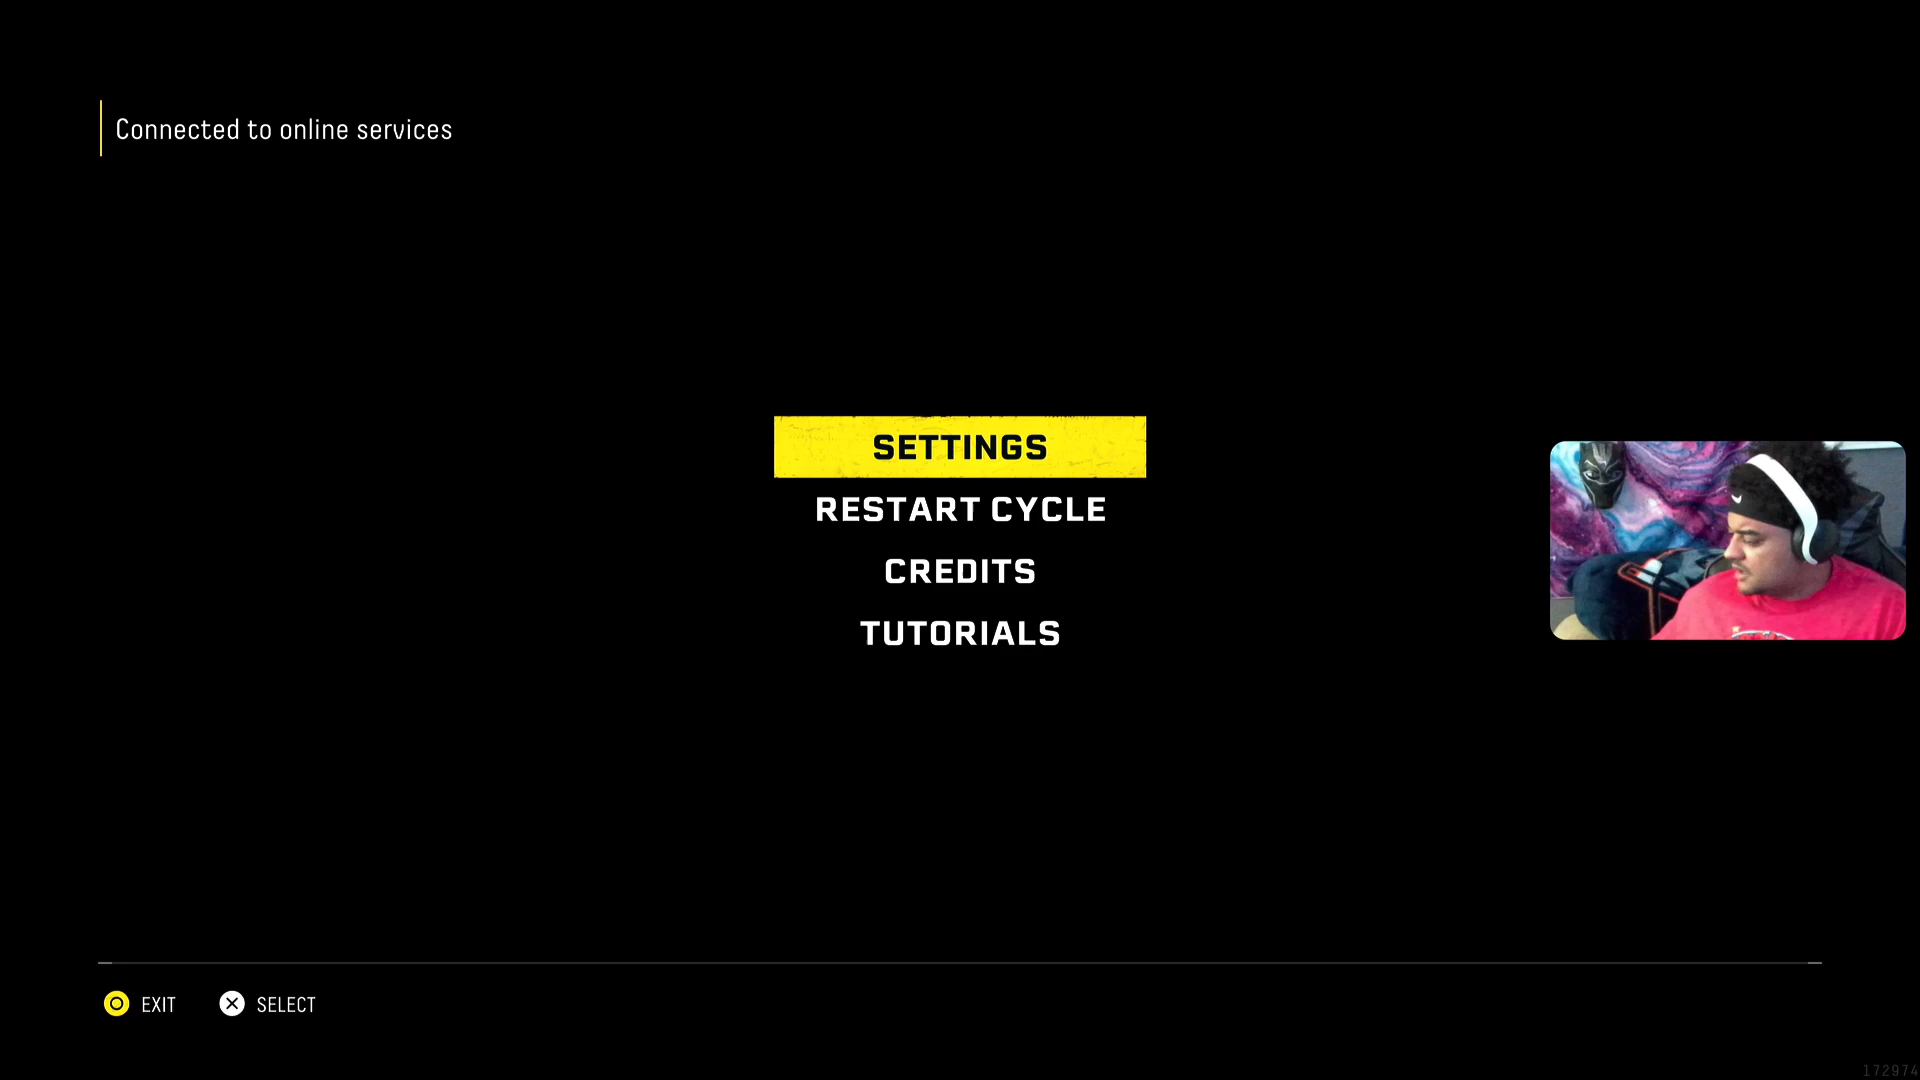 Connected to online services
SETTINGS
RESTART CYCLE
CREDITS
TUTORIALS
EXIT
SELECT
172974